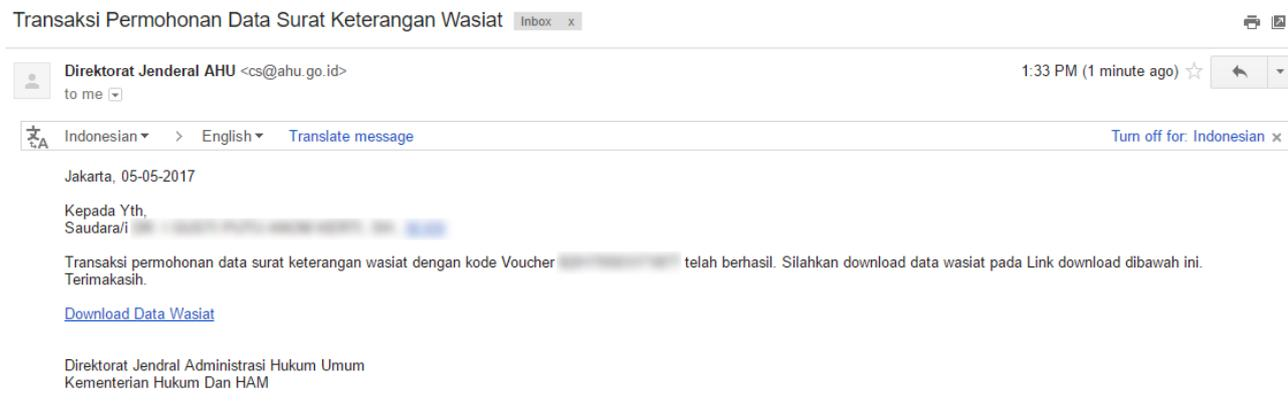 Transaksi Permohonan Data Surat Keterangan Wasiat Inbox x
Direktorat Jenderal AHU <cs@ahu.go.id>
1:33 PM (1 minute ago)
to me
Indonesian > English Translate message
Turn off for: Indonesian x
Jakarta, 05-05-2017
Kepada Yth,
Saudara/i
Transaksi permohonan data surat keterangan wasiat dengan kode Voucher telah berhasil. Silahkan download data wasiat pada Link download dibawah ini.
Terimakasih.
Download Data Wasiat
Direktorat Jendral Administrasi Hukum Umum
Kementerian Hukum Dan HAM